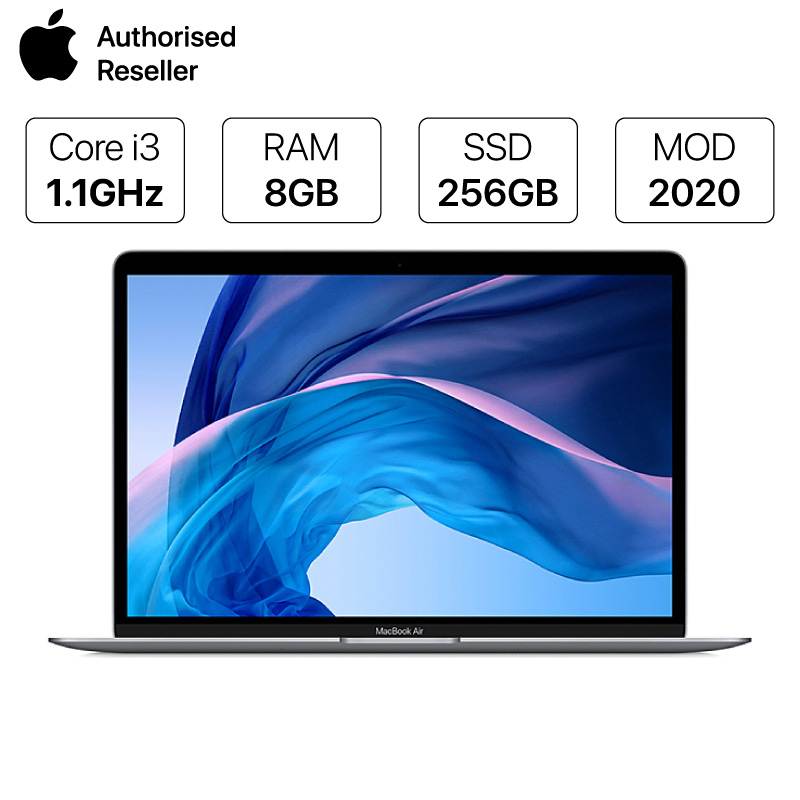 Authorised
Reseller
Core i3
1.1GHz
RAM
8GB
SSD
256GB
MOD
2020
MacBook Air